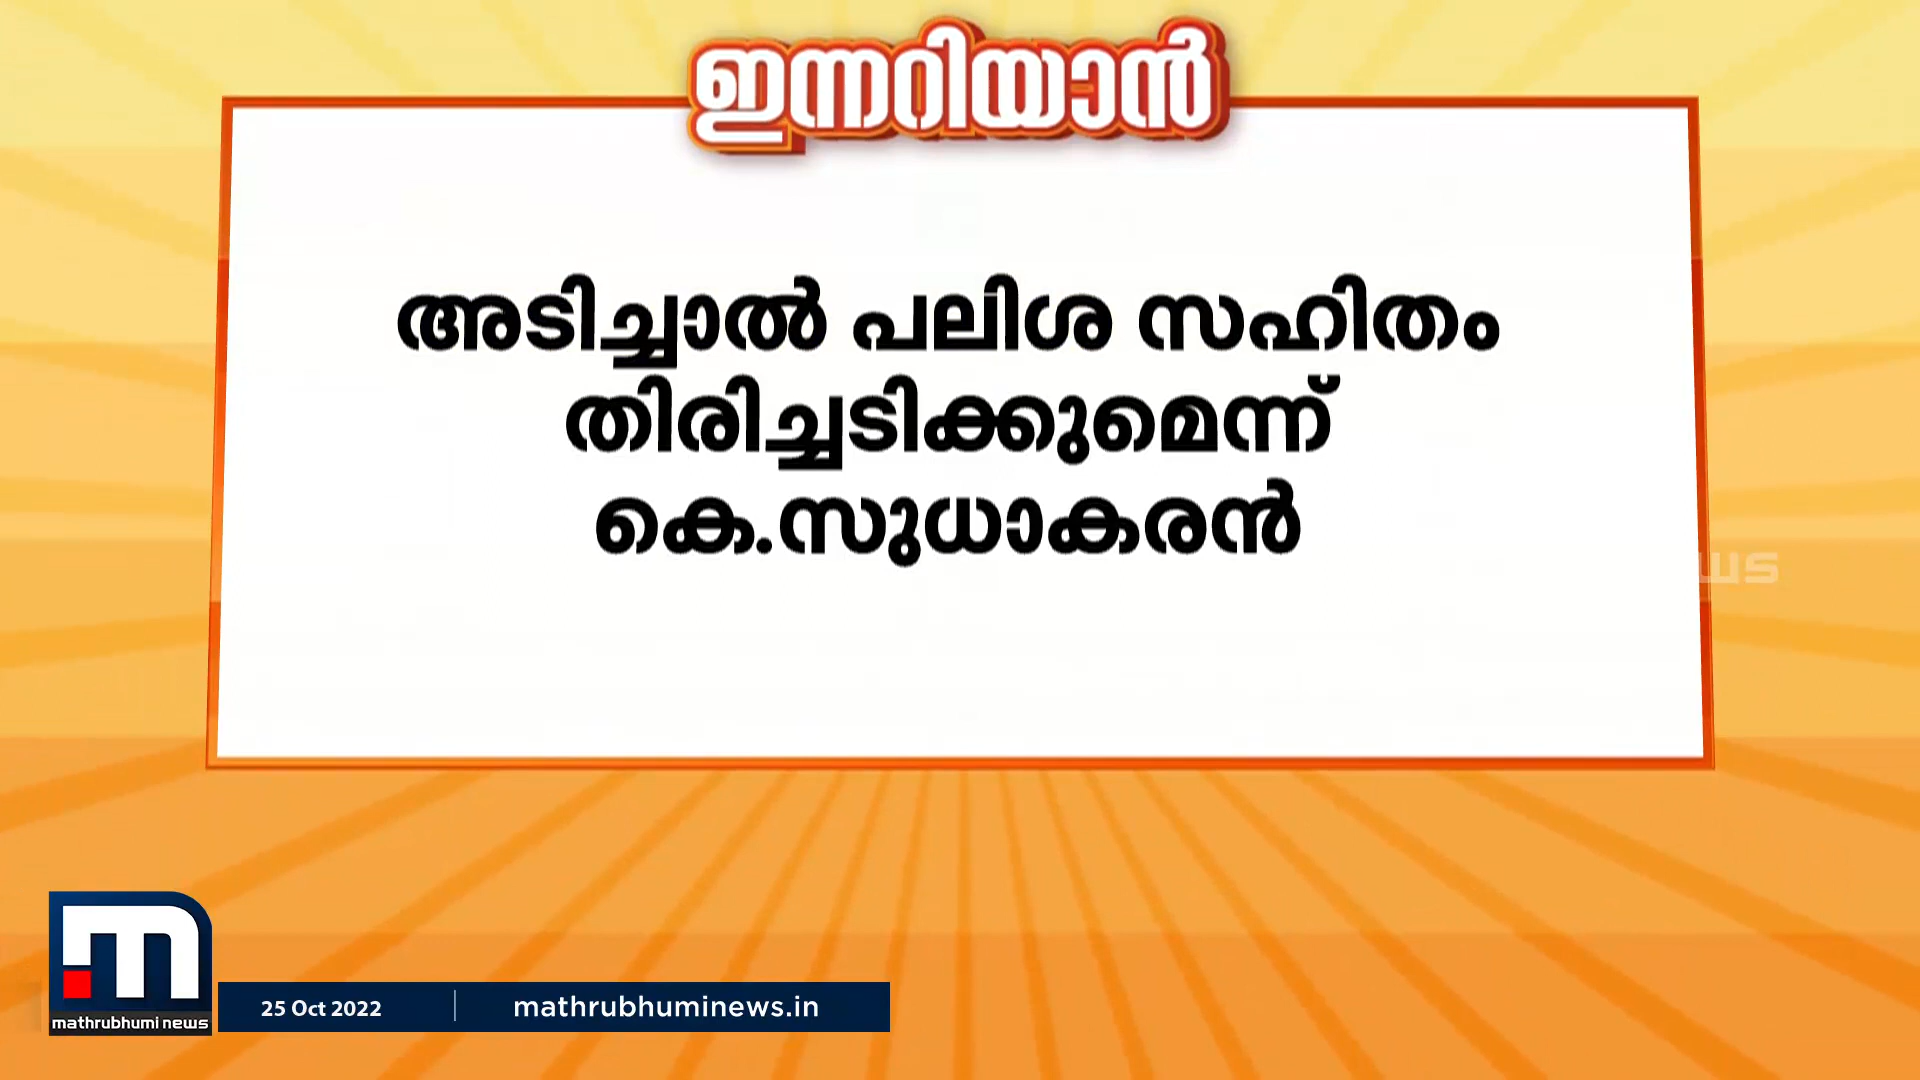 ഇന്നറിയാൻ
അടിച്ചാൽ പലിശ സഹിതം
തിരിച്ചടിക്കുമെന്ന്
കെ.സുധാകരൻ
mathrubhumi news
25 Oct 2022
mathrubhuminews.in